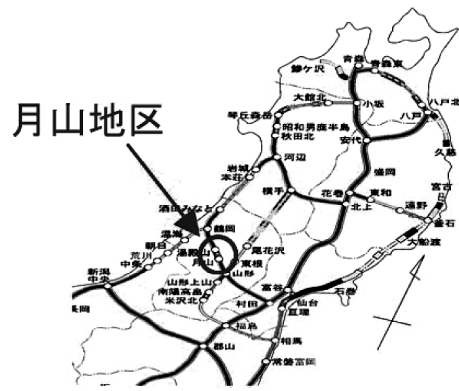 月山地区
青森
青森東
鰺ケ沢
大館北
小坂
八戸北
八戸
琴丘森岳
昭和男鹿半島
秋田北
安代
久慈
河辺
盛岡
岩城
本荘
宮古
横手
花巻
東和
遠野
釜石
北上
酒田みなと
大船渡
鶴岡
温海
尾花沢
朝日
湯殿山
月山
東根
荒川
中条
山形
新潟中央
山形上山
南陽高畠
米沢北
富谷
石巻
仙台
村田
亘理
長岡
福島
相馬
郡山
常磐富岡